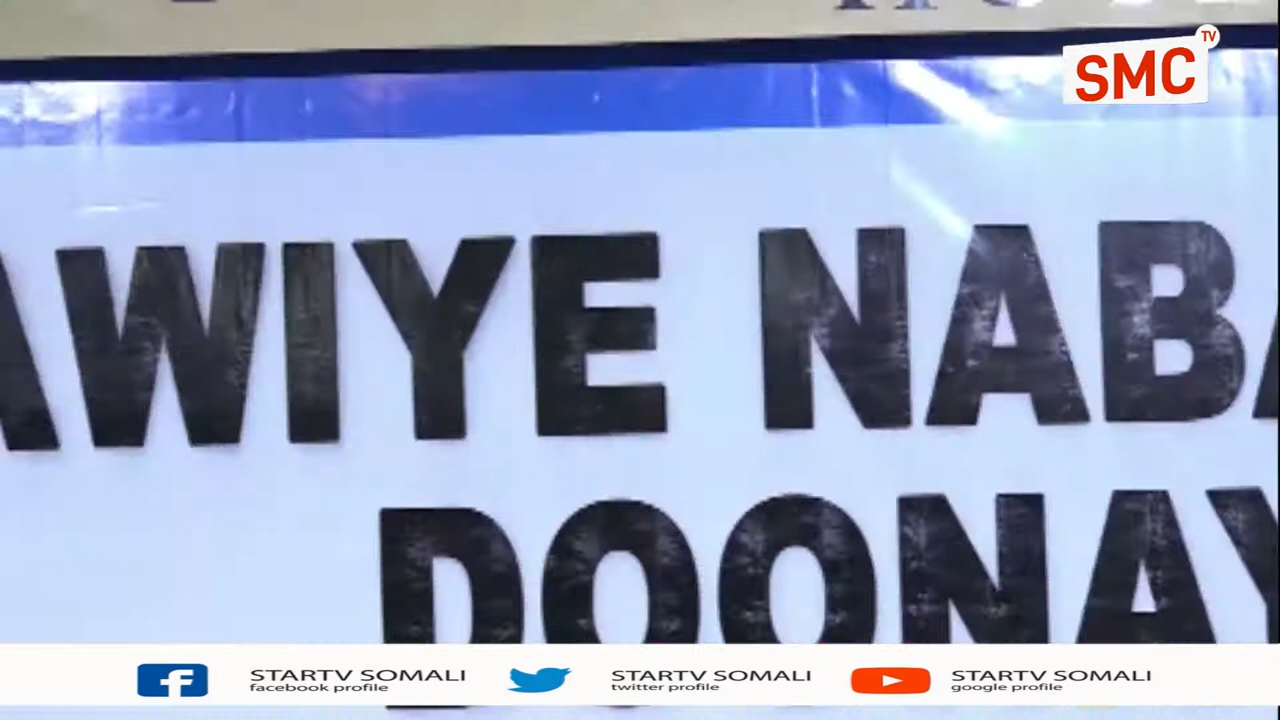 SMC TV
AWIYE NABA
DOONAY
STARTV SOMALI STARTV SOMALI STARTV SOMALI
facebook profile twitter profile google profile